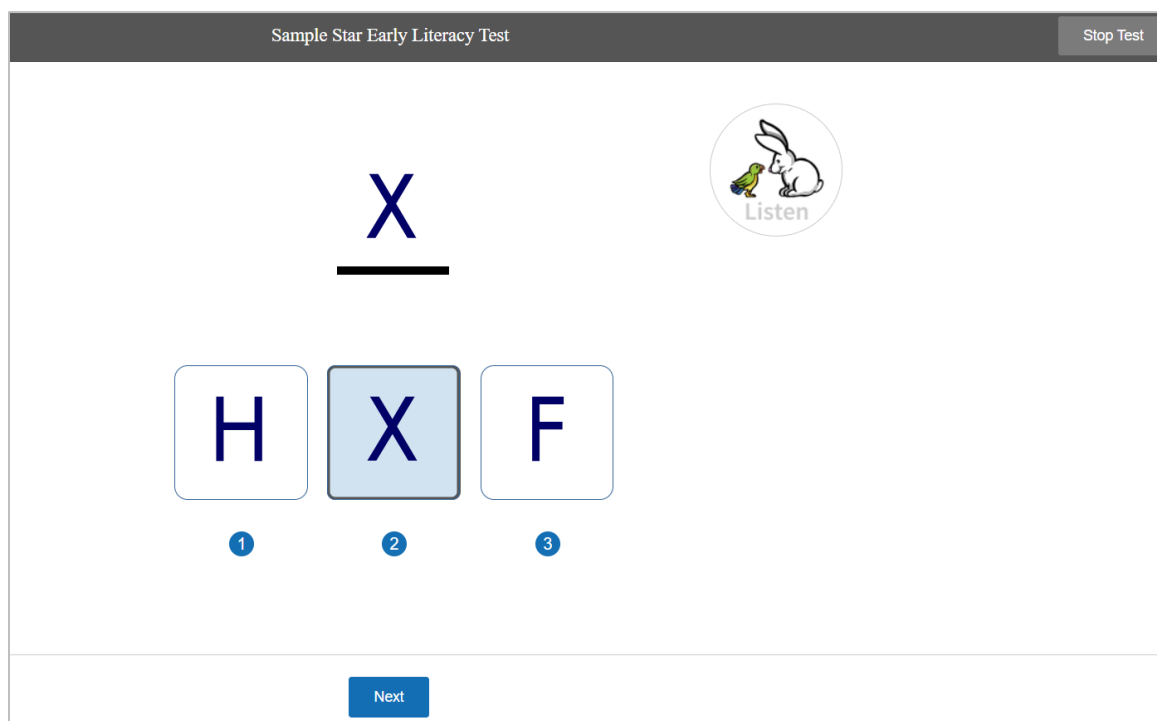 Sample Star Early Literacy Test
Stop Test
X
Listen
H X F
1 2 3
Next